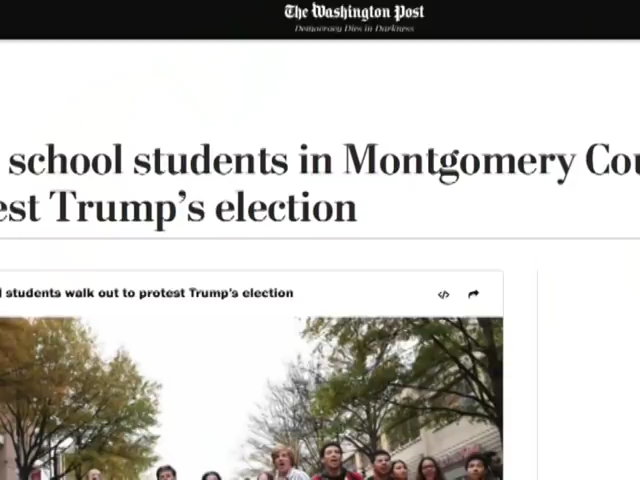 The Washington Post
Democracy Dies in Darkness
school students in Montgomery Cou
est Trump's election
l students walk out to protest Trump's election